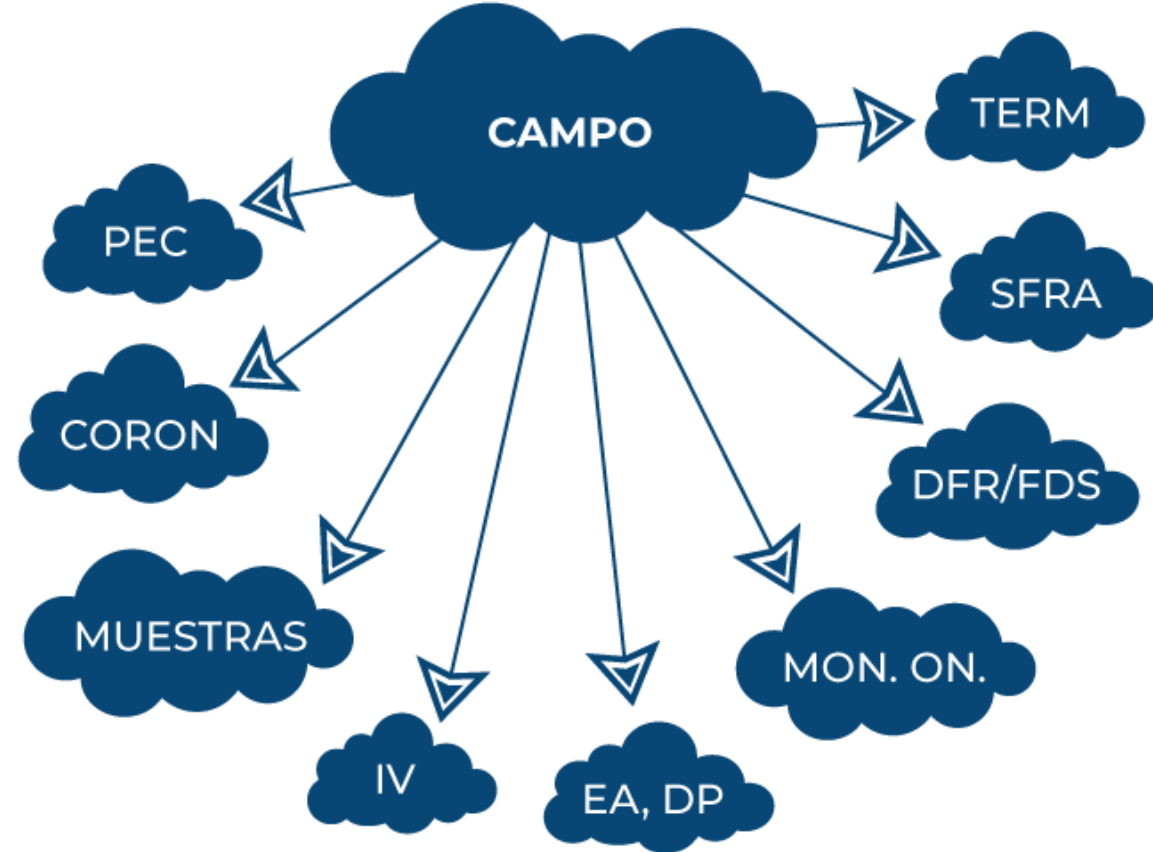 CAMPO
TERM
PEC
SFRA
CORON
DFR/FDS
MUESTRAS
MON. ON.
IV
EA, DP